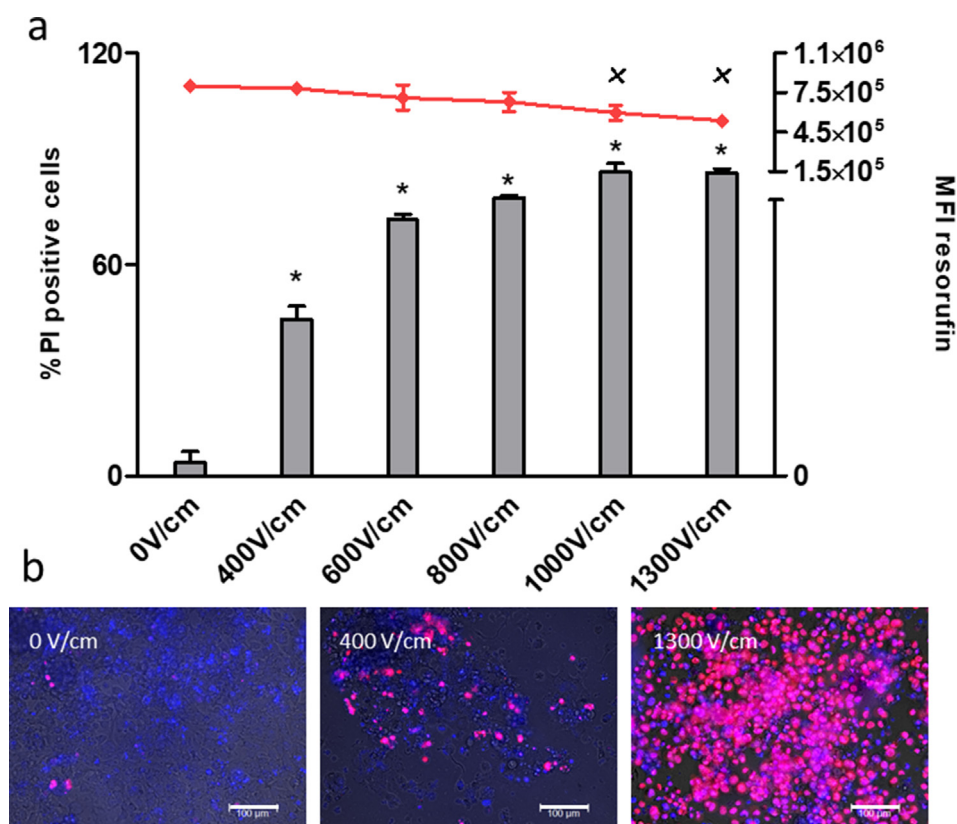 a
120
60
0
% PI positive cells
1.1×10⁶
7.5×10⁵
4.5×10⁵
1.5×10⁵
0
MFI resorufin
* * * * *
× ×
0V/cm
400V/cm
600V/cm
800V/cm
1000V/cm
1300V/cm
b
0 V/cm
100 μm
400 V/cm
100 μm
1300 V/cm
100 μm